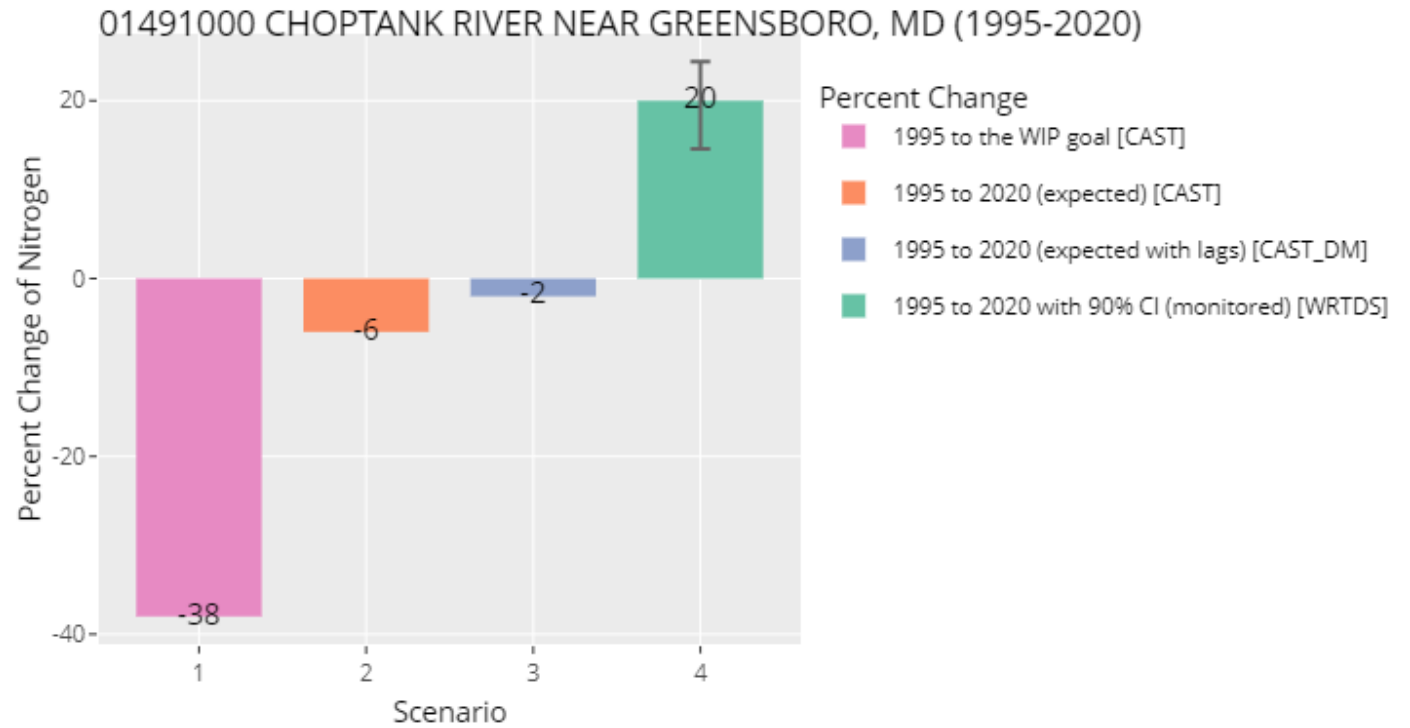 01491000 CHOPTANK RIVER NEAR GREENSBORO, MD (1995-2020)
Percent Change of Nitrogen
20
0
-20
-40
-38
-6
-2
20
1
2
3
4
Scenario
Percent Change
1995 to the WIP goal [CAST]
1995 to 2020 (expected) [CAST]
1995 to 2020 (expected with lags) [CAST_DM]
1995 to 2020 with 90% CI (monitored) [WRTDS]